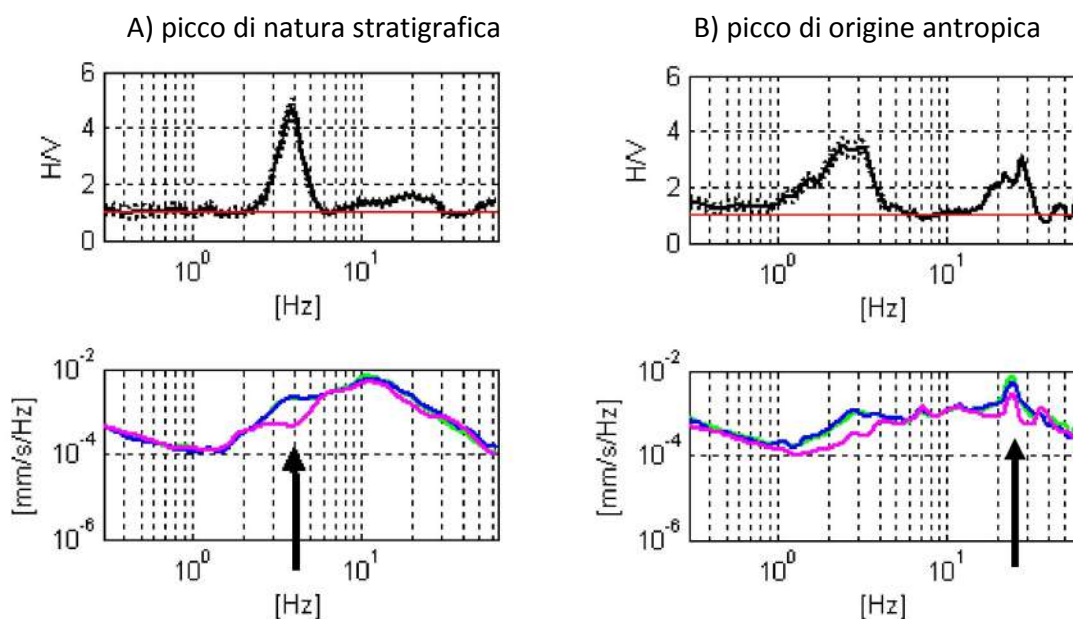 A) picco di natura stratigrafica
B) picco di origine antropica
6
4
2
0
H/V
10^0
10^1
[Hz]
6
4
2
0
H/V
10^0
10^1
[Hz]
10^-2
10^-4
10^-6
[mm/s/Hz]
10^0
10^1
[Hz]
10^-2
10^-4
10^-6
[mm/s/Hz]
10^0
10^1
[Hz]